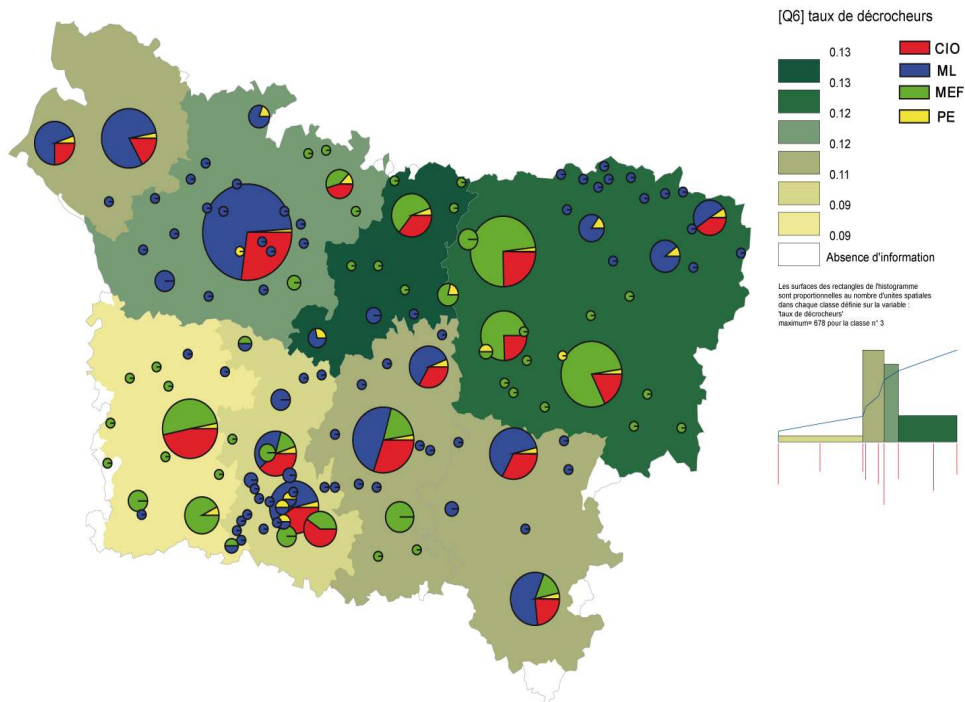 [Q6] taux de décrocheurs
0.13
0.13
0.12
0.12
0.11
0.09
0.09
Absence d'information
CIO
ML
MEF
PE
Les surfaces des rectangles de l'histogramme
sont proportionnelles au nombre d'unites spatiales
dans chaque classe définie sur la variable :
'taux de décrocheurs'
maximum= 678 pour la classe n° 3